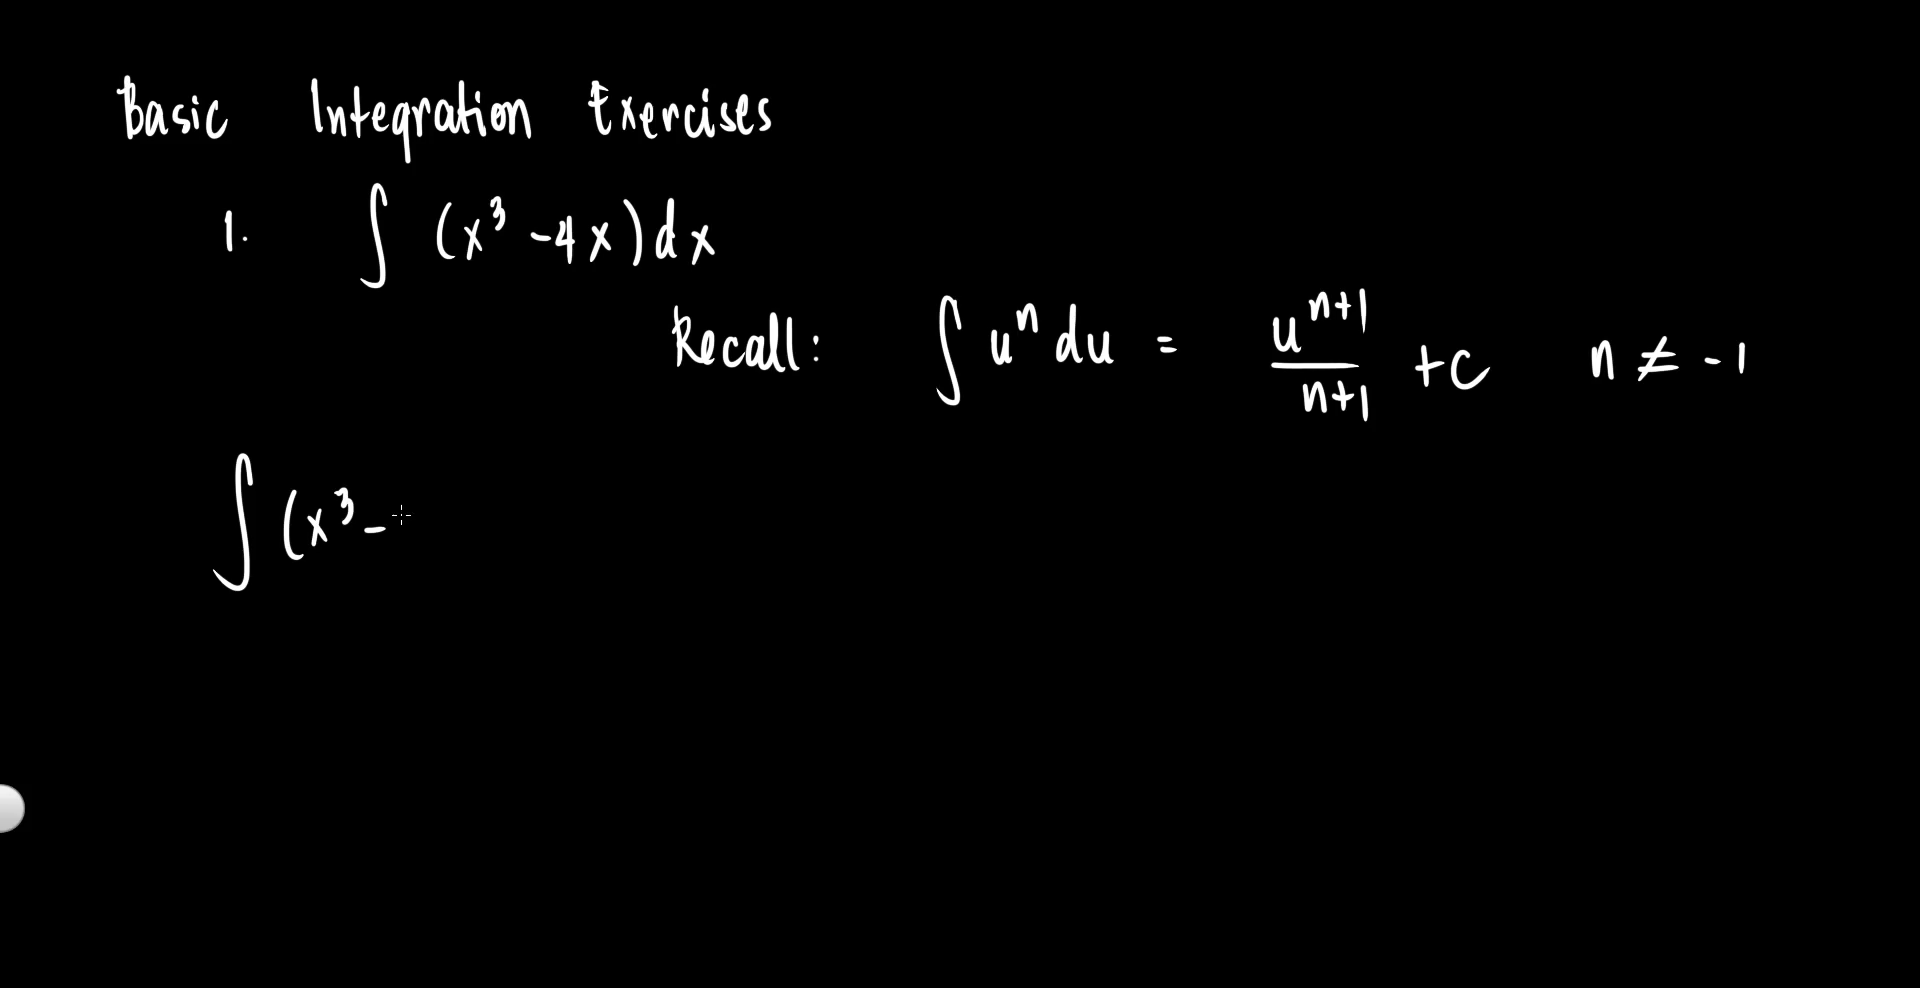 Basic Integration Exercises
1. ∫ (x³ -4x)dx
Recall: ∫ uⁿ du = uⁿ⁺¹/n+1 +c n ≠ -1
∫ (x³ -